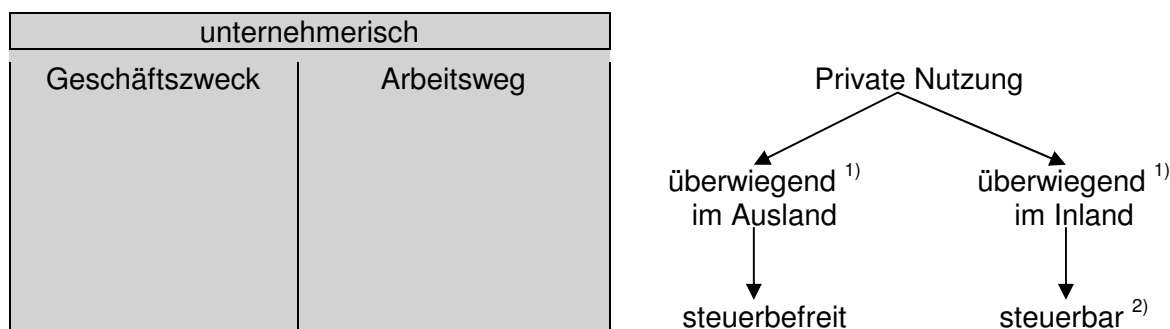 unternehmerisch
Geschäftszweck Arbeitsweg
Private Nutzung
überwiegend 1) überwiegend 1)
im Ausland im Inland
steuerbefreit steuerbar 2)